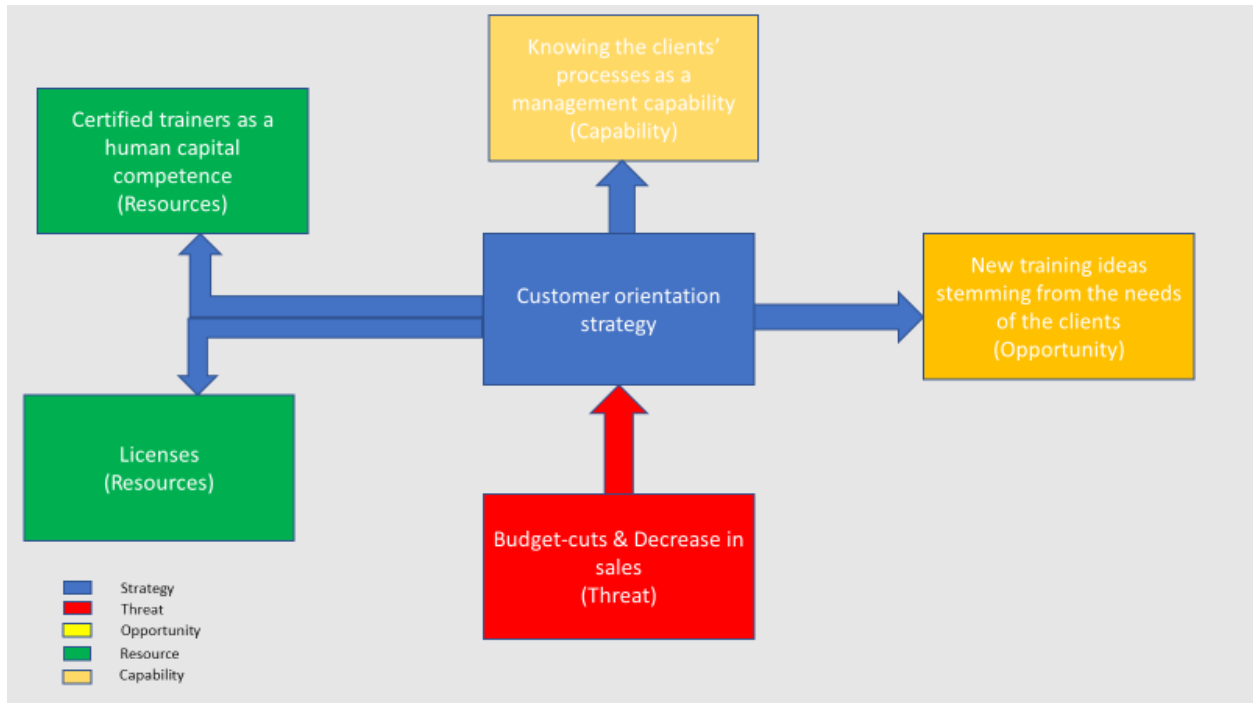 Knowing the clients'
processes as a
management capability
(Capability)
Certified trainers as a
human capital
competence
(Resources)
Customer orientation
strategy
New training ideas
stemming from the needs
of the clients
(Opportunity)
Licenses
(Resources)
Budget-cuts & Decrease in
sales
(Threat)
Strategy
Threat
Opportunity
Resource
Capability